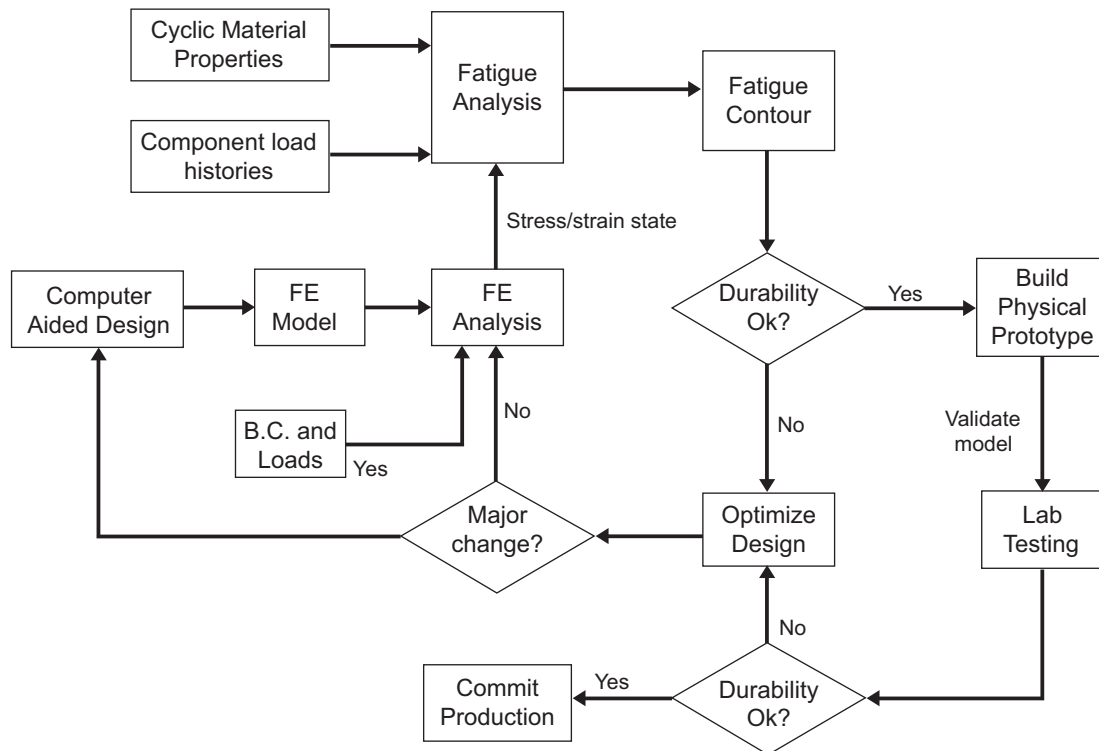 Cyclic Material
Properties
Fatigue
Analysis
Fatigue
Contour
Component load
histories
Stress/strain state
Computer
Aided Design
FE
Model
FE
Analysis
Durability
Ok?
Yes
Build
Physical
Prototype
No
B.C. and
Loads
Yes
No
Validate
model
Major
change?
Optimize
Design
Lab
Testing
No
Commit
Production
Yes
Durability
Ok?